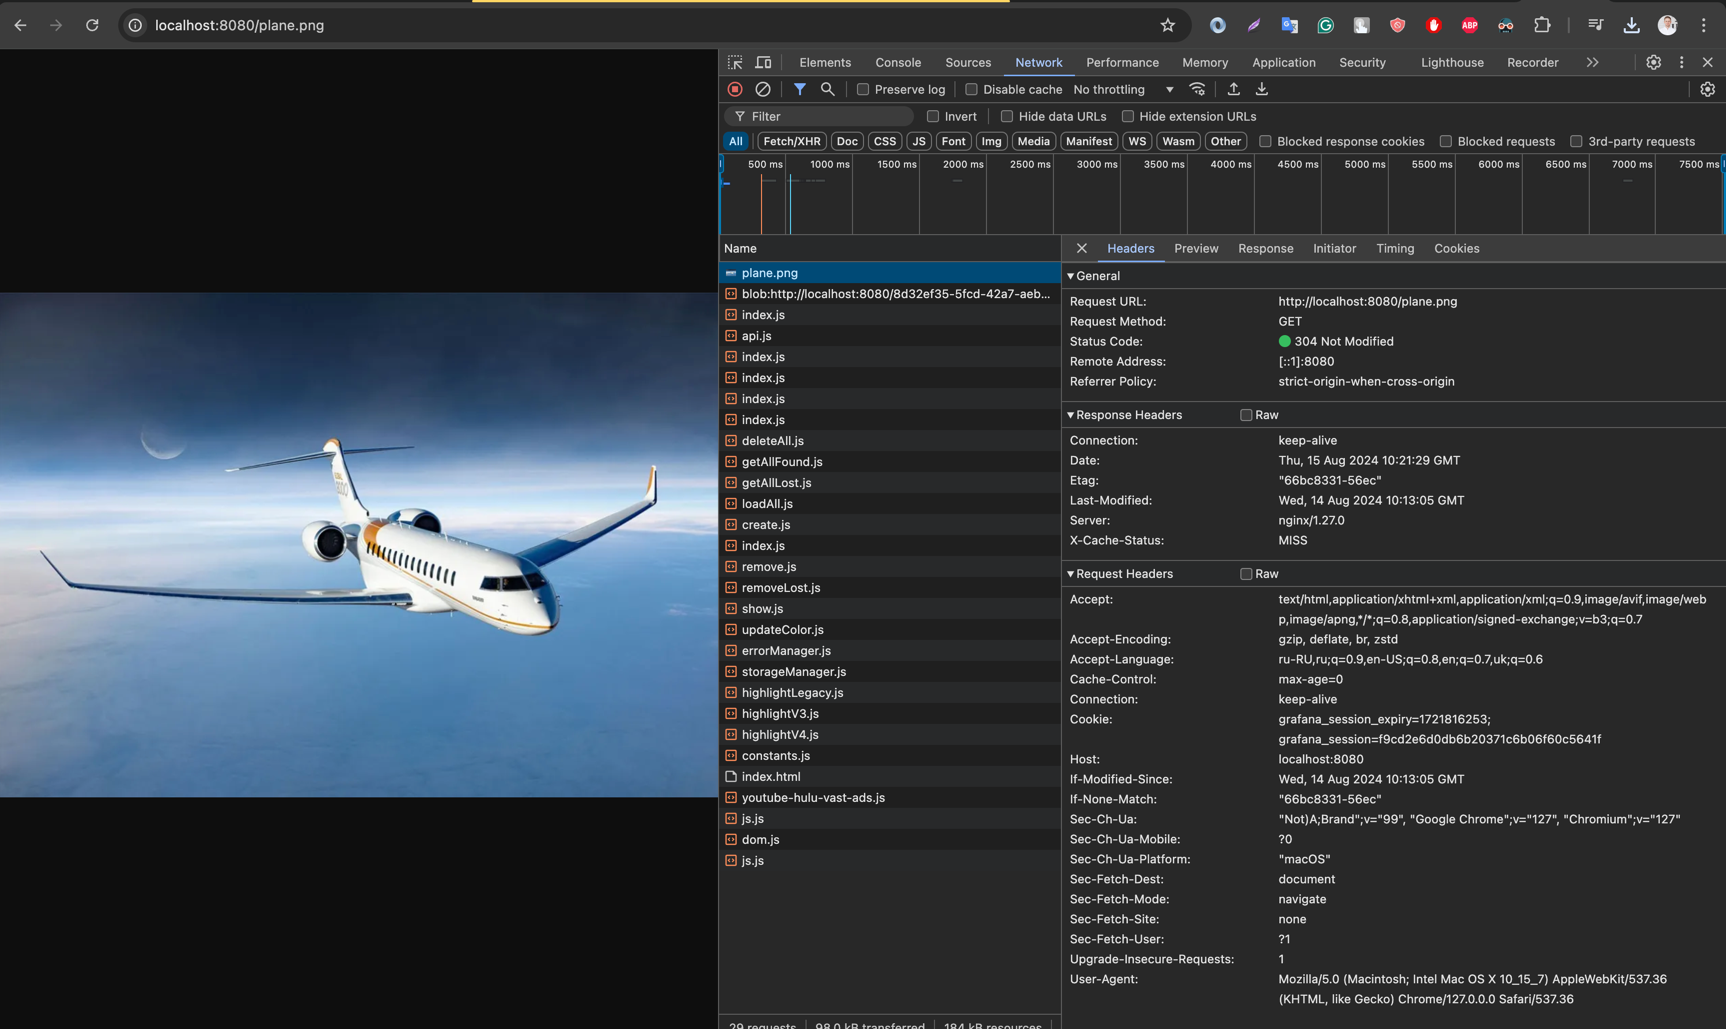 localhost:8080/plane.png
Elements Console Sources Network Performance Memory Application Security Lighthouse Recorder
Preserve log Disable cache No throttling
Filter Invert Hide data URLs Hide extension URLs
All Fetch/XHR Doc CSS JS Font Img Media Manifest WS Wasm Other Blocked response cookies Blocked requests 3rd-party requests
500 ms 1000 ms 1500 ms 2000 ms 2500 ms 3000 ms 3500 ms 4000 ms 4500 ms 5000 ms 5500 ms 6000 ms 6500 ms 7000 ms 7500 ms
Name
plane.png
blob:http://localhost:8080/8d32ef35-5fcd-42a7-aeb...
index.js
api.js
index.js
index.js
index.js
index.js
deleteAll.js
getAllFound.js
getAllLost.js
loadAll.js
create.js
index.js
remove.js
removeLost.js
show.js
updateColor.js
errorManager.js
storageManager.js
highlightLegacy.js
highlightV3.js
highlightV4.js
constants.js
index.html
youtube-hulu-vast-ads.js
js.js
dom.js
js.js
29 requests 98.0 kB transferred 184 kB resources
Headers Preview Response Initiator Timing Cookies
General
Request URL: http://localhost:8080/plane.png
Request Method: GET
Status Code: 304 Not Modified
Remote Address: [::1]:8080
Referrer Policy: strict-origin-when-cross-origin
Response Headers Raw
Connection: keep-alive
Date: Thu, 15 Aug 2024 10:21:29 GMT
Etag: "66bc8331-56ec"
Last-Modified: Wed, 14 Aug 2024 10:13:05 GMT
Server: nginx/1.27.0
X-Cache-Status: MISS
Request Headers Raw
Accept: text/html,application/xhtml+xml,application/xml;q=0.9,image/avif,image/web
p,image/apng,*/*;q=0.8,application/signed-exchange;v=b3;q=0.7
Accept-Encoding: gzip, deflate, br, zstd
Accept-Language: ru-RU,ru;q=0.9,en-US;q=0.8,en;q=0.7,uk;q=0.6
Cache-Control: max-age=0
Connection: keep-alive
Cookie: grafana_session_expiry=1721816253;
grafana_session=f9cd2e6d0db6b20371c6b06f60c5641f
Host: localhost:8080
If-Modified-Since: Wed, 14 Aug 2024 10:13:05 GMT
If-None-Match: "66bc8331-56ec"
Sec-Ch-Ua: "Not)A;Brand";v="99", "Google Chrome";v="127", "Chromium";v="127"
Sec-Ch-Ua-Mobile: ?0
Sec-Ch-Ua-Platform: "macOS"
Sec-Fetch-Dest: document
Sec-Fetch-Mode: navigate
Sec-Fetch-Site: none
Sec-Fetch-User: ?1
Upgrade-Insecure-Requests: 1
User-Agent: Mozilla/5.0 (Macintosh; Intel Mac OS X 10_15_7) AppleWebKit/537.36
(KHTML, like Gecko) Chrome/127.0.0.0 Safari/537.36
ABP